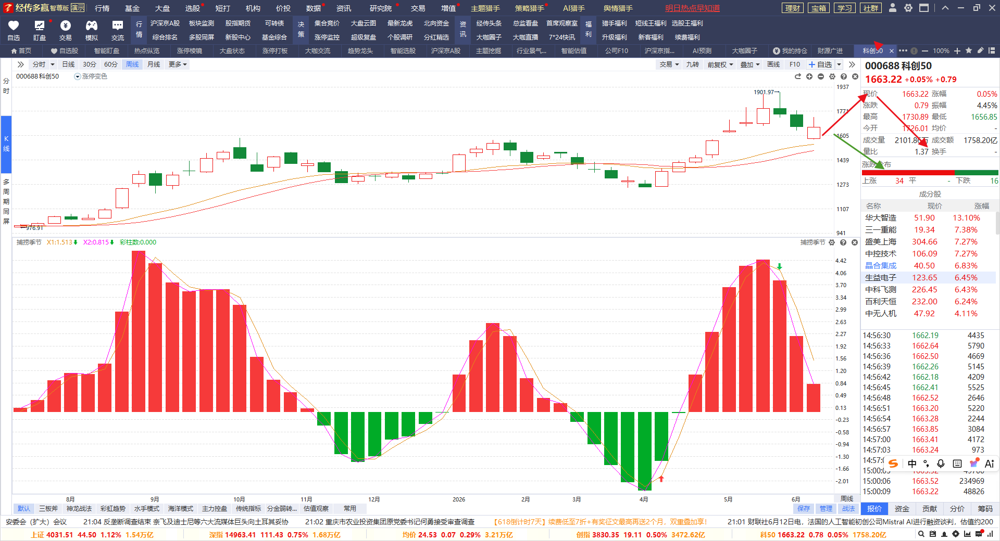 经传多赢 智尊版 演示 行情 基金 大盘 选股 短打 机构 价投 数据 资讯 研究院 交易 增值 主题猎手 策略猎手 AI猎手 舆情猎手 明日热点早知道 理财 宝箱 学习 社群
自选 盯盘 交易 模拟 交流
行情 沪深京A股 板块监测 股指期货 可转债 决策 集合竞价 大盘云图 最新龙虎 北向资金 资讯 经传头条 总监看盘 首席观察室 福利 猎手福利 短线王福利 选股王福利
综合排名 多股同屏 新股中心 基金综合 涨停监控 超级复盘 个股调研 分红精选 大咖圈子 大咖直播 7*24快讯 升级福利 新客福利 续费福利
首页 自选股 智能盯盘 热点纵览 涨停棱镜 大盘状态 涨停打板 大咖交流 趋势龙头 智能选股 沪深京A股 主题挖掘 行业景气... 智能估值 公司F10 沪深京指... AI预测 大咖圈子 我的持仓 财源广进 科创50 100%
分时 日线 30分 60分 周线 月线 更多 交易 九转 前复权 叠加 画线 F10 自选
分时
K线
多周期同屏
000688 科创50 涨停变色
1937
1771
1605
1439
1273
1107
941
1901.97
976.91
捕捞季节 X1:1.513 X2:0.815 彩柱数:0.000 捕捞季节
4.42
4.06
3.70
3.34
2.99
2.63
2.27
1.92
1.56
1.20
0.84
0.49
0.13
-0.23
-0.58
-0.94
-1.30
-1.66
-2.01
8月 9月 10月 11月 12月 2026 2月 3月 4月 5月 6月 周线
默认 三板斧 神龙战法 彩虹趋势 水手模式 海洋模式 主力控盘 传统指标 分金弱转... 估值观察 常用 保存 管理 战法
000688 科创50
1663.22 +0.05% +0.79
现价 1663.22 涨幅 0.05%
涨跌 0.79 振幅 4.45%
最高 1730.89 最低 1656.85
今开 1726.01 均价 -
成交量 2101.86万 成交额 1758.20亿
量比 1.37 换手 -
涨跌分布
上涨 34 平 - 下跌 16
成分股
名称 现价 涨幅
华大智造 51.90 13.10%
三一重能 19.34 7.38%
盛美上海 304.66 7.27%
中控技术 106.09 7.27%
晶合集成 40.50 6.83%
生益电子 123.65 6.45%
中科飞测 226.45 6.43%
百利天恒 232.00 6.24%
中无人机 47.92 4.11%
14:56:30 1662.19 4435
14:56:33 1662.64 5790
14:56:36 1662.50 4669
14:56:39 1662.26 5145
14:56:42 1662.18 4209
14:56:45 1662.41 5525
14:56:48 1662.52 2646
14:56:51 1663.20 5220
14:56:54 1663.28 2244
14:56:57 1663.85 3084
14:57:00 1663.41 4172
14:57:03 1663.24 973
中 Ai
15:00:06 1663.52 234969
15:00:09 1663.22 48826
报价 资金 贡献 分价 筹码
安委会（扩大）会议 21:04 反垄断调查结束 奈飞及迪士尼等六大流媒体巨头向土耳其妥协 21:02 重庆市农业投资集团原党委书记何勇接受审查调查 【618倒计时7天】续费低至7折+有奖征文最高再送2个月，双重叠加享！ 21:01 财联社6月12日电，法国的人工智能初创公司Mistral AI进行融资谈判，估值约200
上证 4031.51 44.50 1.12% 1.54万亿 深指 14963.41 111.43 0.75% 1.68万亿 均价 24.53 0.07 0.29% 3.21万亿 创指 3830.35 19.11 0.50% 3472.62亿 科50 1663.22 0.78 0.05% 1758.20亿